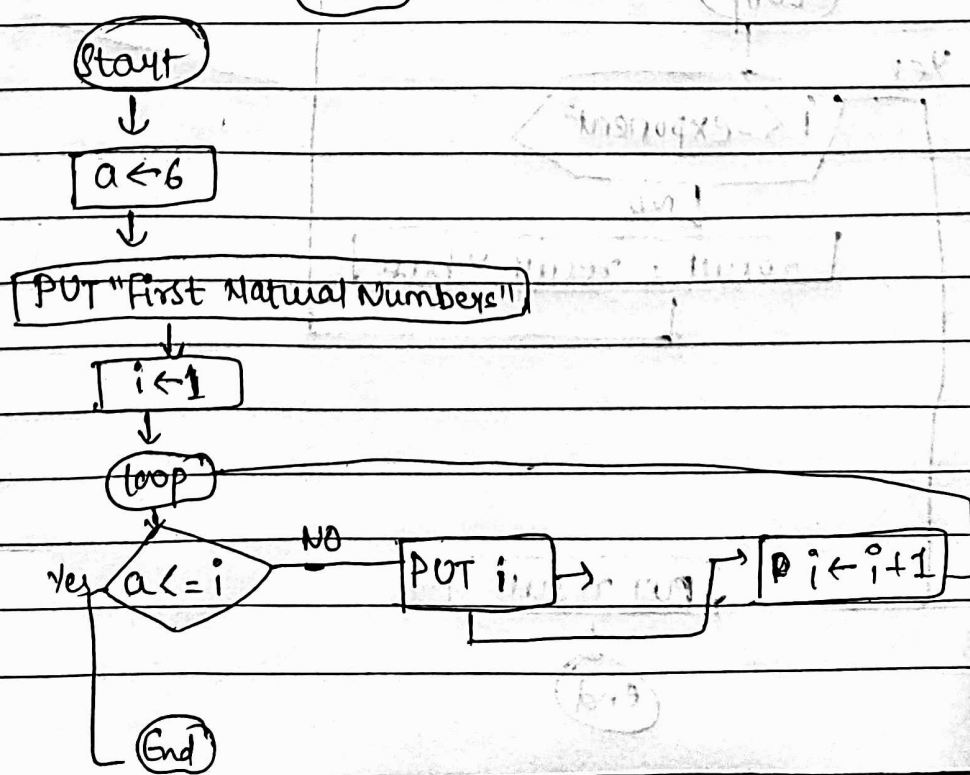 Start
a ← 6
PUT "First Natural Numbers"
i ← 1
loop
Yes a <= i NO PUT i i ← i+1
End